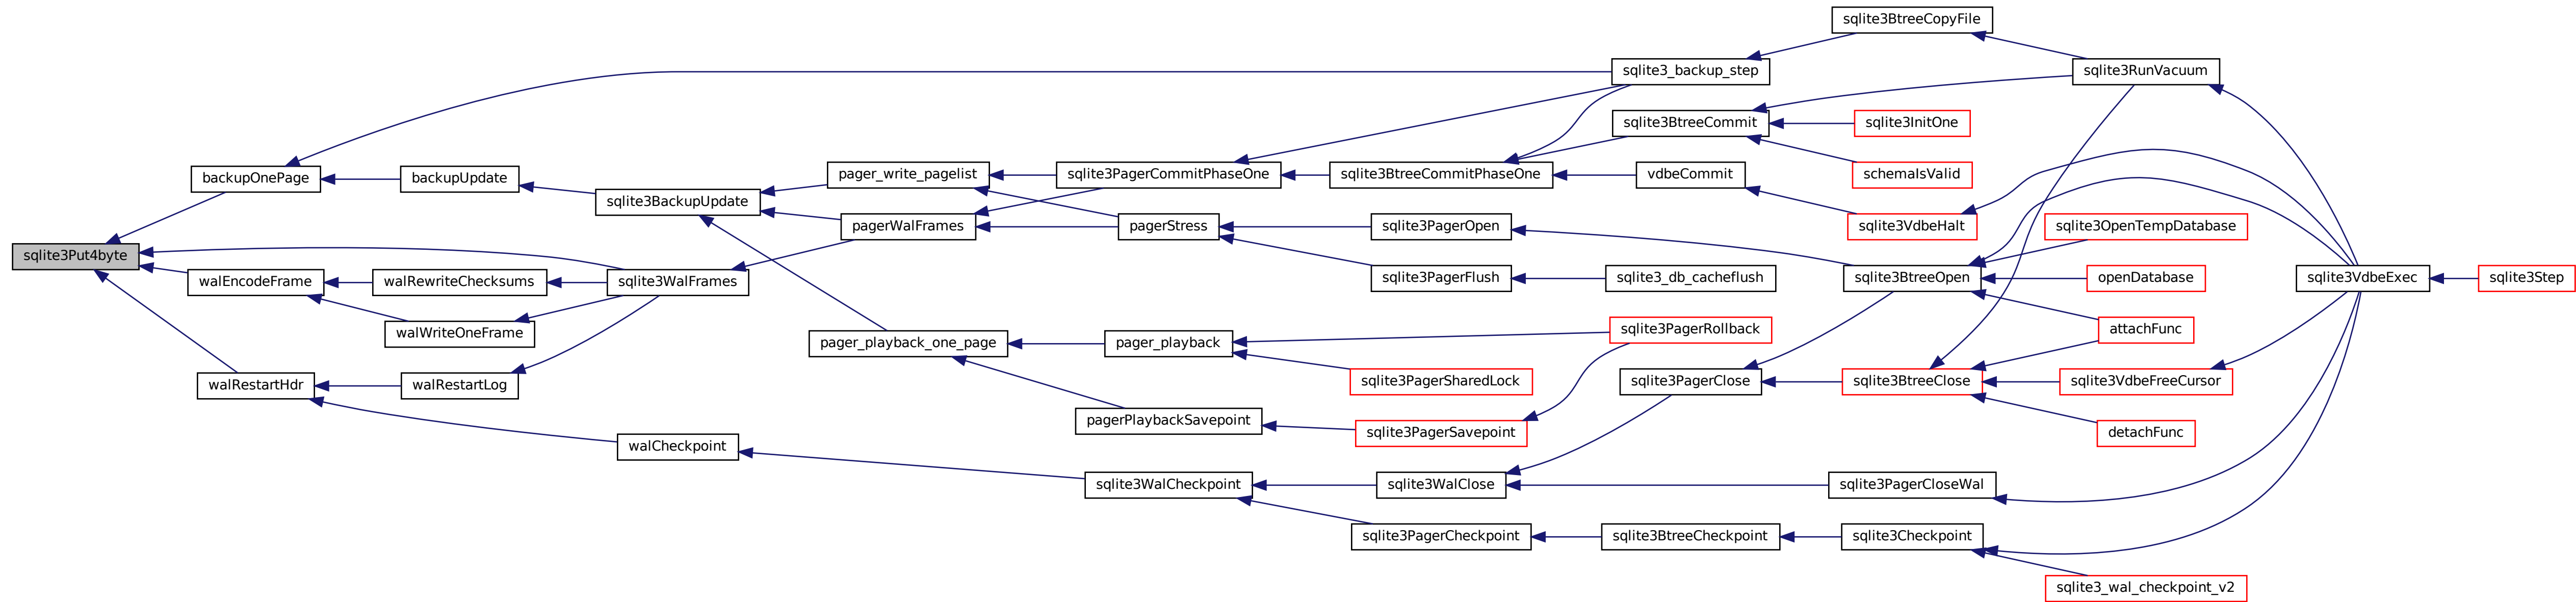 sqlite3BtreeCopyFile
sqlite3_backup_step
sqlite3RunVacuum
sqlite3BtreeCommit
sqlite3InitOne
backupOnePage
backupUpdate
pager_write_pagelist
sqlite3PagerCommitPhaseOne
sqlite3BtreeCommitPhaseOne
vdbeCommit
schemaIsValid
sqlite3BackupUpdate
pagerWalFrames
pagerStress
sqlite3PagerOpen
sqlite3VdbeHalt
sqlite3OpenTempDatabase
sqlite3Put4byte
walEncodeFrame
walRewriteChecksums
sqlite3WalFrames
sqlite3PagerFlush
sqlite3_db_cacheflush
sqlite3BtreeOpen
openDatabase
sqlite3VdbeExec
sqlite3Step
walWriteOneFrame
pager_playback_one_page
pager_playback
sqlite3PagerRollback
attachFunc
walRestartHdr
walRestartLog
sqlite3PagerSharedLock
sqlite3PagerClose
sqlite3BtreeClose
sqlite3VdbeFreeCursor
pagerPlaybackSavepoint
sqlite3PagerSavepoint
detachFunc
walCheckpoint
sqlite3WalCheckpoint
sqlite3WalClose
sqlite3PagerCloseWal
sqlite3PagerCheckpoint
sqlite3BtreeCheckpoint
sqlite3Checkpoint
sqlite3_wal_checkpoint_v2